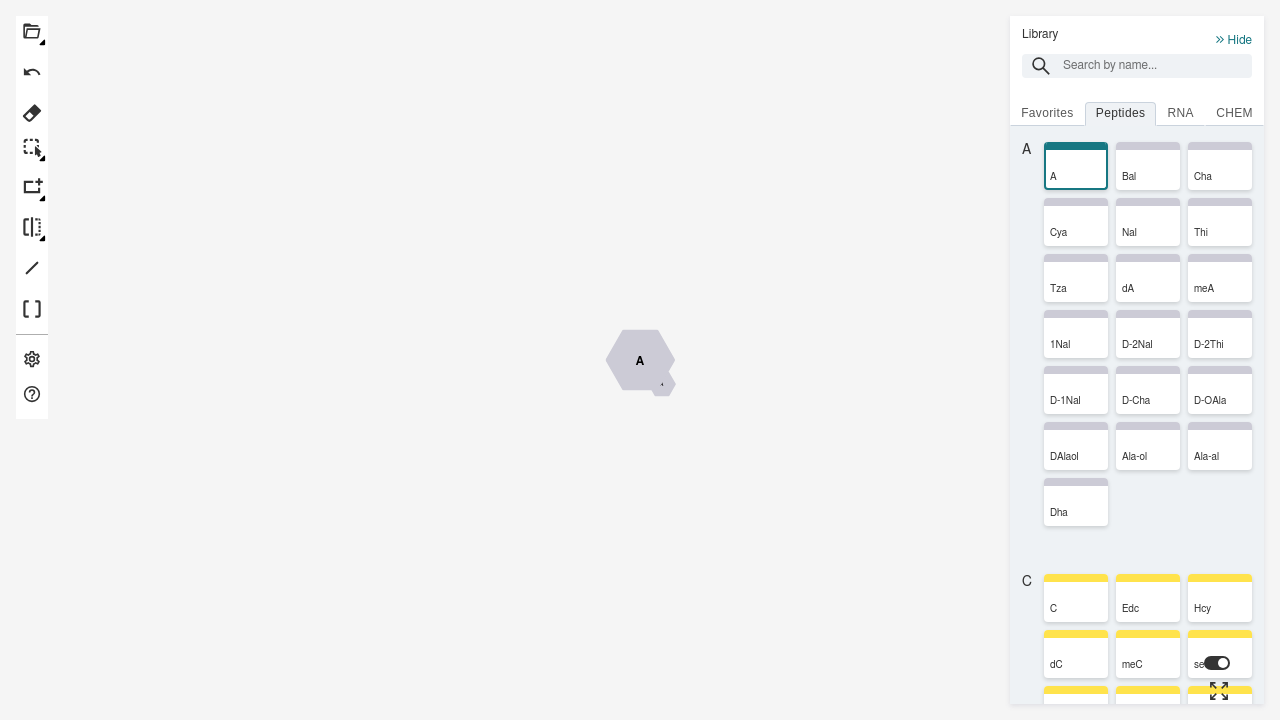 Library
Hide
Search by name...
Favorites Peptides RNA CHEM
A
A Bal Cha
Cya Nal Thi
Tza dA meA
1Nal D-2Nal D-2Thi
D-1Nal D-Cha D-OAla
DAlaol Ala-ol Ala-al
Dha
C
C Edc Hcy
dC meC
A